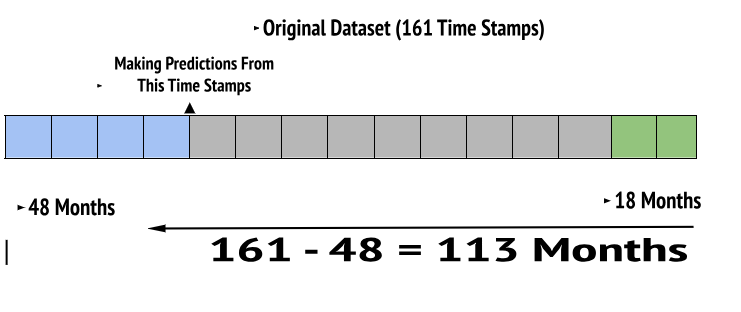 Original Dataset (161 Time Stamps)
Making Predictions From
This Time Stamps
48 Months
18 Months
161 - 48 = 113 Months